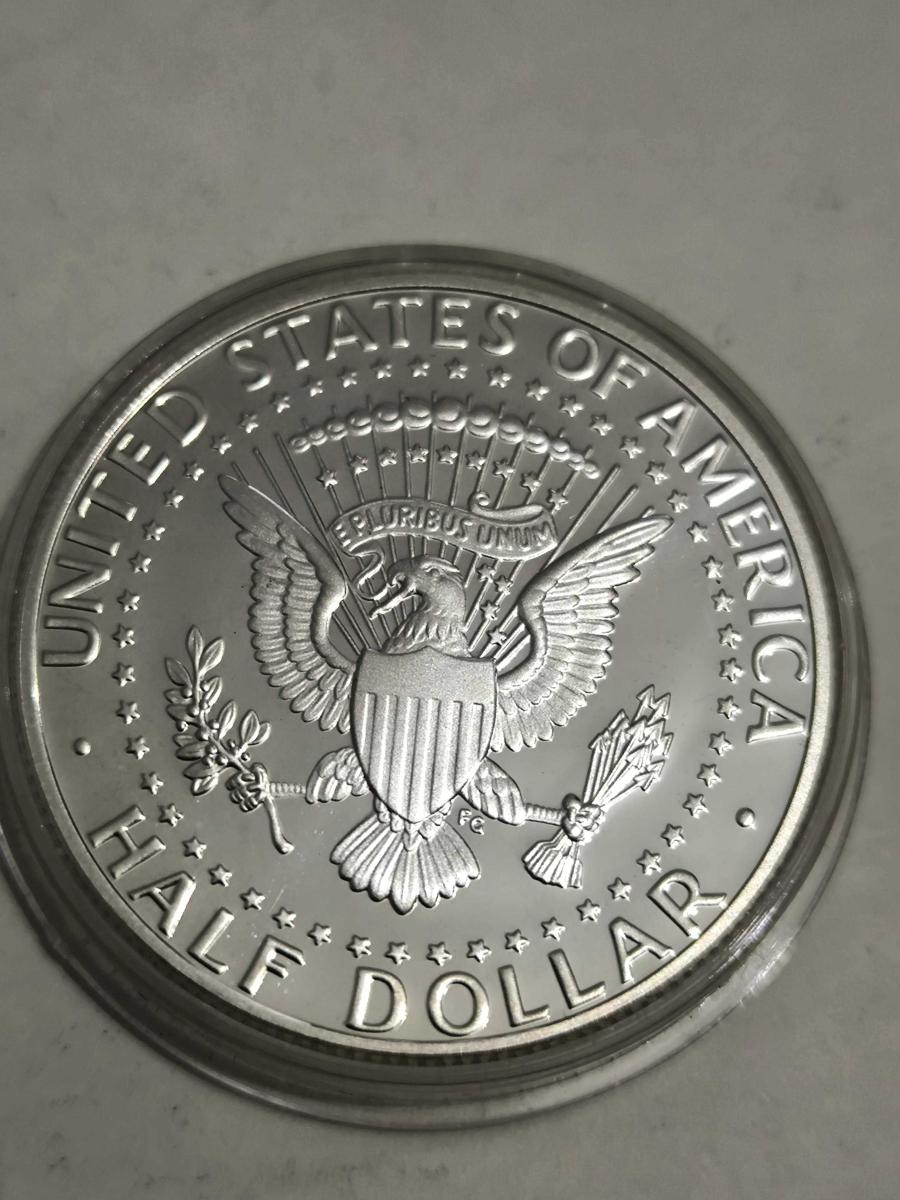 UNITED STATES OF AMERICA
E PLURIBUS UNUM
FG
HALF DOLLAR